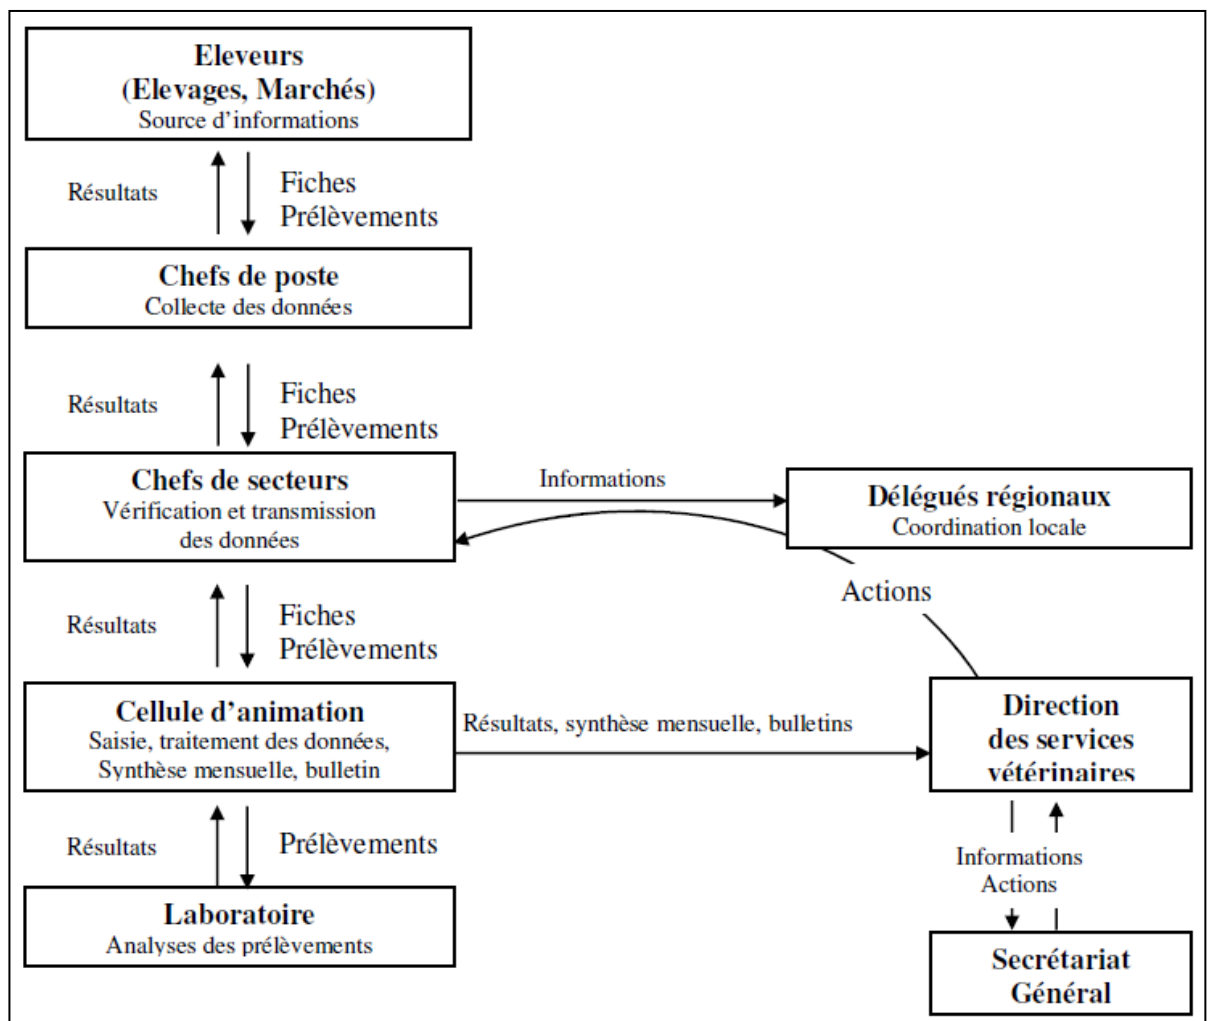 Eleveurs
(Elevages, Marchés)
Source d’informations
Résultats
Fiches
Prélèvements
Chefs de poste
Collecte des données
Résultats
Fiches
Prélèvements
Chefs de secteurs
Vérification et transmission
des données
Informations
Délégués régionaux
Coordination locale
Actions
Résultats
Fiches
Prélèvements
Cellule d’animation
Saisie, traitement des données,
Synthèse mensuelle, bulletin
Résultats, synthèse mensuelle, bulletins
Direction
des services
vétérinaires
Résultats
Prélèvements
Informations
Actions
Laboratoire
Analyses des prélèvements
Secrétariat
Général